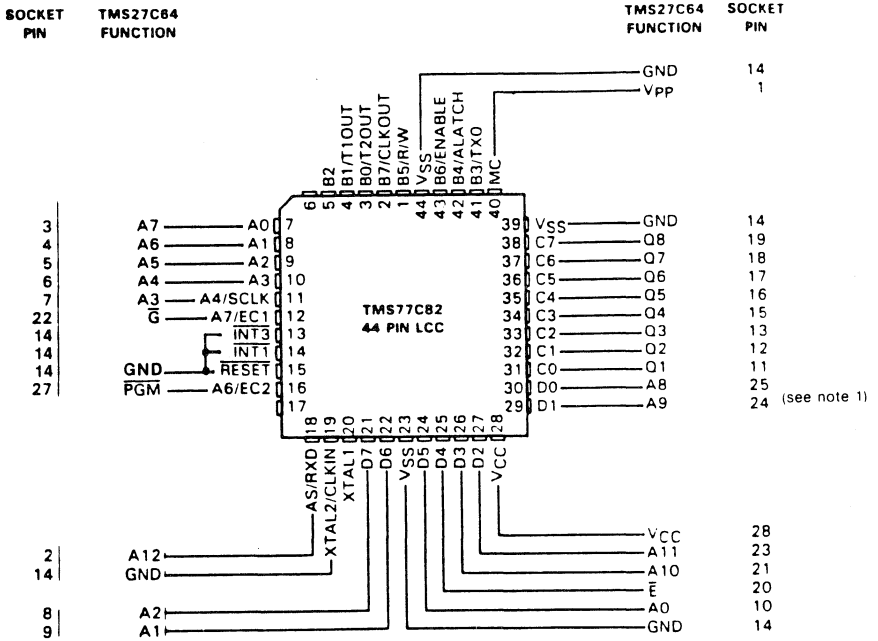 SOCKET PIN
TMS27C64 FUNCTION
TMS27C64 FUNCTION
SOCKET PIN
GND 14
VPP 1
6
5 B2
4 B1/T1OUT
3 B0/T2OUT
2 B7/CLKOUT
1 B5/R/W
44 VSS
43 B6/ENABLE
42 B4/ALATCH
41 B3/TX0
40 MC
3 A7 A0 7
4 A6 A1 8
5 A5 A2 9
6 A4 A3 10
7 A3 A4/SCLK 11
22 G̅ A7/EC1 12
14 I̅N̅T̅3̅ 13
14 I̅N̅T̅1̅ 14
14 GND R̅E̅S̅E̅T̅ 15
27 P̅G̅M̅ A6/EC2 16
17
TMS77C82
44 PIN LCC
39 VSS GND 14
38 C7 Q8 19
37 C6 Q7 18
36 C5 Q6 17
35 C4 Q5 16
34 C3 Q4 15
33 C2 Q3 13
32 C1 Q2 12
31 C0 Q1 11
30 D0 A8 25
29 D1 A9 24 (see note 1)
18 AS/RXD
19 XTAL2/CLKIN
20 XTAL1
21 D7
22 D6
23 VSS
24 D5
25 D4
26 D3
27 D2
28 VCC
2 A12
14 GND
8 A2
9 A1
VCC 28
A11 23
A10 21
E̅ 20
A0 10
GND 14